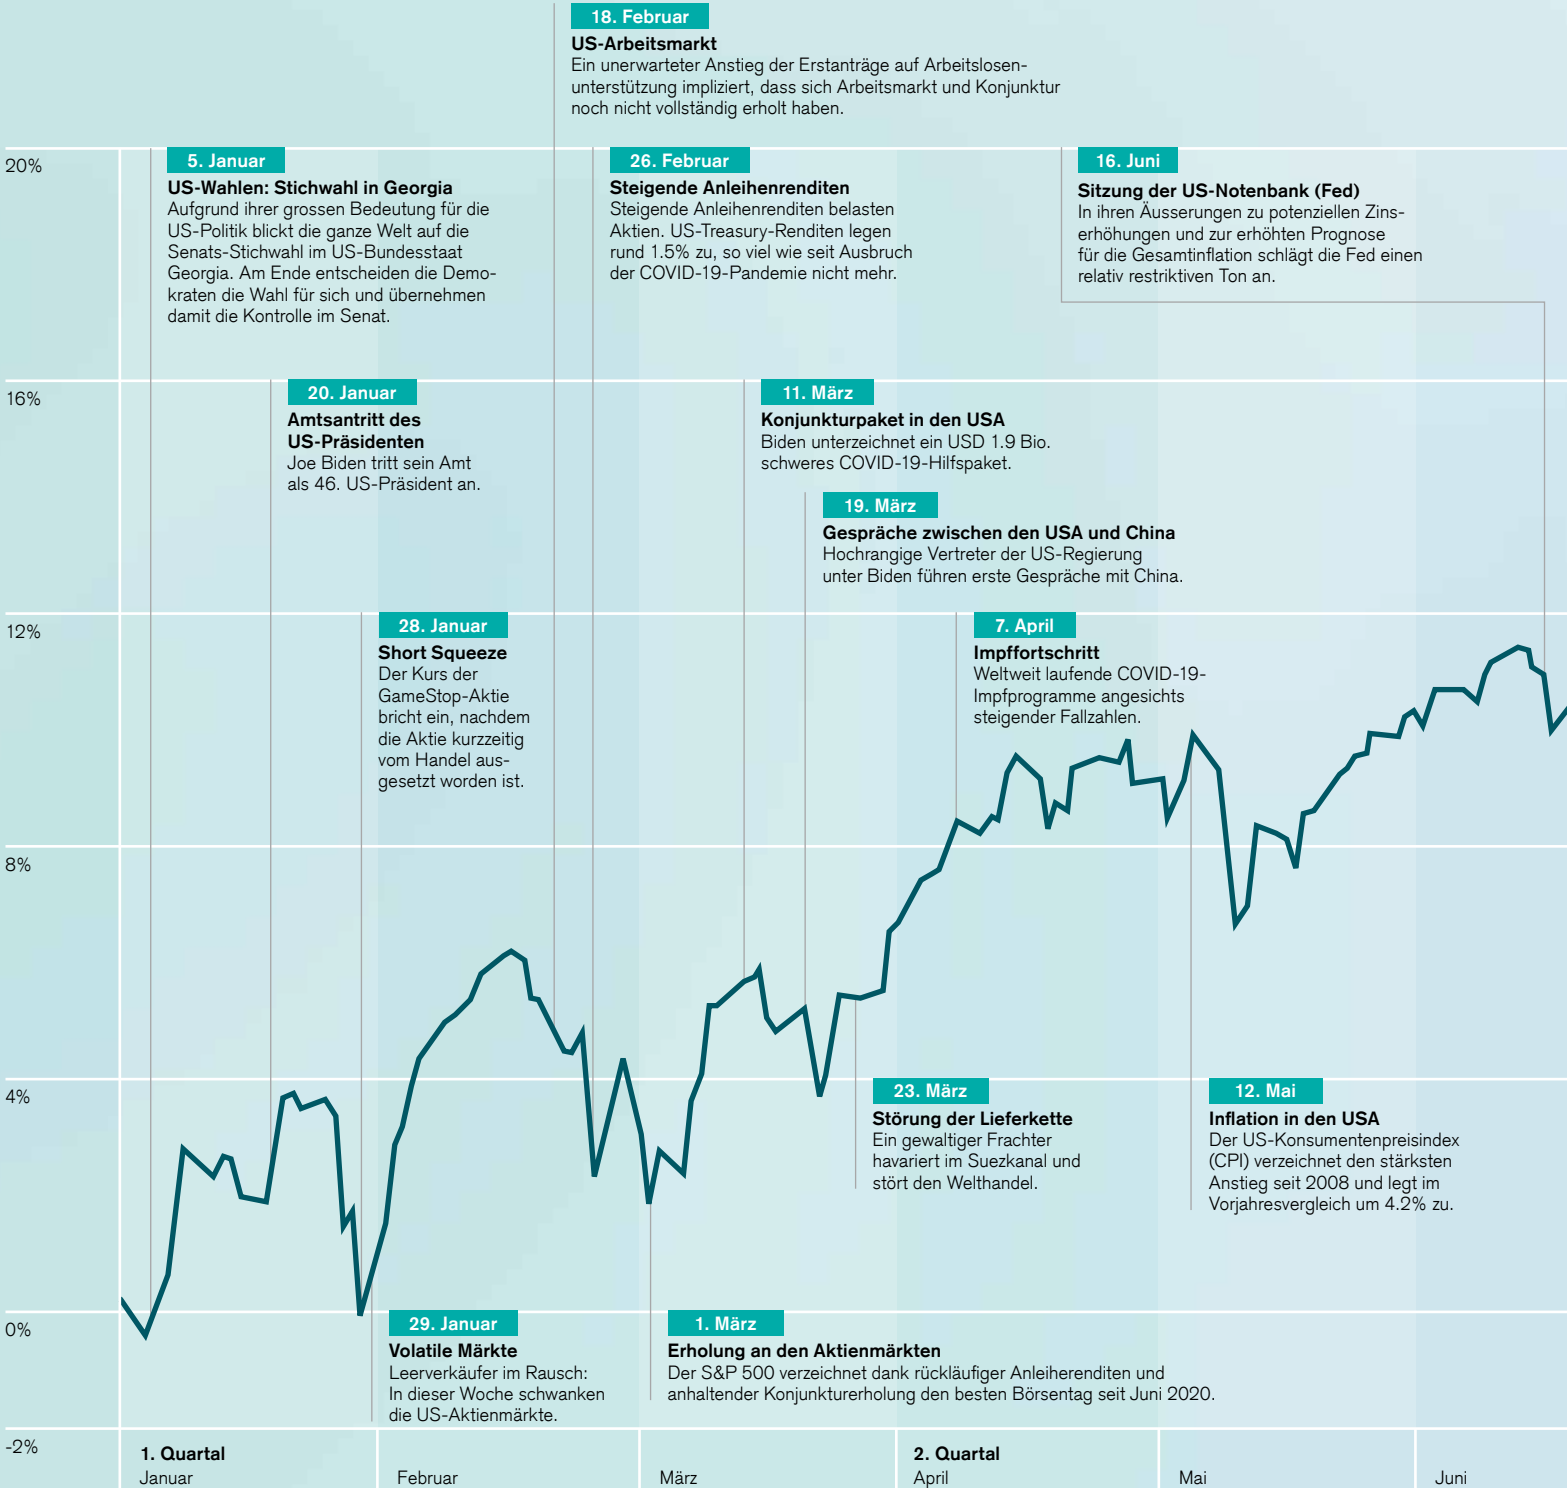 18. Februar
US-Arbeitsmarkt
Ein unerwarteter Anstieg der Erstanträge auf Arbeitslosen-
unterstützung impliziert, dass sich Arbeitsmarkt und Konjunktur
noch nicht vollständig erholt haben.
20%
5. Januar
US-Wahlen: Stichwahl in Georgia
Aufgrund ihrer grossen Bedeutung für die
US-Politik blickt die ganze Welt auf die
Senats-Stichwahl im US-Bundesstaat
Georgia. Am Ende entscheiden die Demo-
kraten die Wahl für sich und übernehmen
damit die Kontrolle im Senat.
26. Februar
Steigende Anleihenrenditen
Steigende Anleihenrenditen belasten
Aktien. US-Treasury-Renditen legen
rund 1.5% zu, so viel wie seit Ausbruch
der COVID-19-Pandemie nicht mehr.
16. Juni
Sitzung der US-Notenbank (Fed)
In ihren Äusserungen zu potenziellen Zins-
erhöhungen und zur erhöhten Prognose
für die Gesamtinflation schlägt die Fed einen
relativ restriktiven Ton an.
16%
20. Januar
Amtsantritt des
US-Präsidenten
Joe Biden tritt sein Amt
als 46. US-Präsident an.
11. März
Konjunkturpaket in den USA
Biden unterzeichnet ein USD 1.9 Bio.
schweres COVID-19-Hilfspaket.
19. März
Gespräche zwischen den USA und China
Hochrangige Vertreter der US-Regierung
unter Biden führen erste Gespräche mit China.
12%
28. Januar
Short Squeeze
Der Kurs der
GameStop-Aktie
bricht ein, nachdem
die Aktie kurzzeitig
vom Handel aus-
gesetzt worden ist.
7. April
Impffortschritt
Weltweit laufende COVID-19-
Impfprogramme angesichts
steigender Fallzahlen.
8%
4%
23. März
Störung der Lieferkette
Ein gewaltiger Frachter
havariert im Suezkanal und
stört den Welthandel.
12. Mai
Inflation in den USA
Der US-Konsumentenpreisindex
(CPI) verzeichnet den stärksten
Anstieg seit 2008 und legt im
Vorjahresvergleich um 4.2% zu.
0%
29. Januar
Volatile Märkte
Leerverkäufer im Rausch:
In dieser Woche schwanken
die US-Aktienmärkte.
1. März
Erholung an den Aktienmärkten
Der S&P 500 verzeichnet dank rückläufiger Anleiherenditen und
anhaltender Konjunkturerholung den besten Börsentag seit Juni 2020.
-2%
1. Quartal
Januar
Februar
März
2. Quartal
April
Mai
Juni